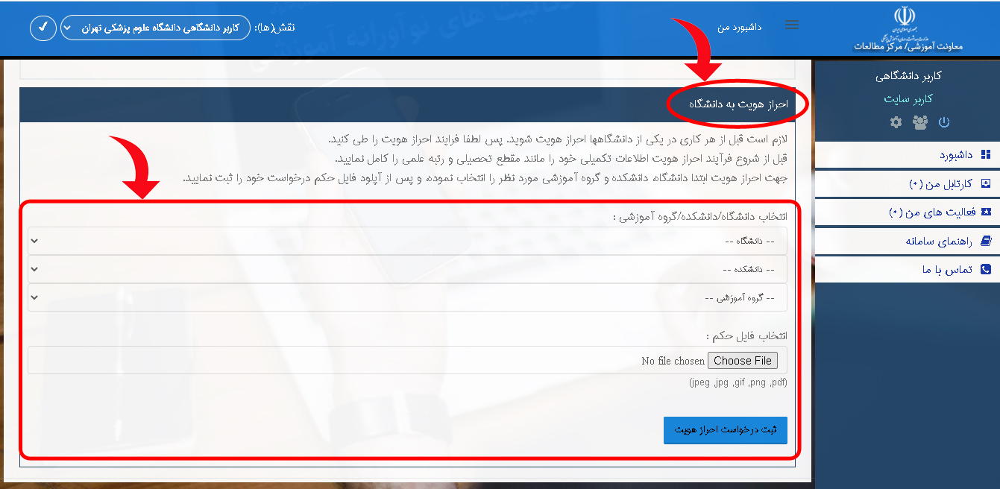 معاونت آموزشی/ مرکز مطالعات
داشبورد من
نقش(ها):
کاربر دانشگاهی دانشگاه علوم پزشکی تهران
کاربر دانشگاهی
کاربر سایت
داشبورد
کارتابل من (۰)
فعالیت های من (۰)
راهنمای سامانه
تماس با ما
احراز هویت به دانشگاه
لازم است قبل از هر کاری در یکی از دانشگاهها احراز هویت شوید. پس لطفا فرایند احراز هویت را طی کنید.
قبل از شروع فرآیند احراز هویت اطلاعات تکمیلی خود را مانند مقطع تحصیلی و رتبه علمی را کامل نمایید.
جهت احراز هویت ابتدا دانشگاه، دانشکده و گروه آموزشی مورد نظر را انتخاب نموده، و پس از آپلود فایل حکم درخواست خود را ثبت نمایید.
انتخاب دانشگاه/دانشکده/گروه آموزشی :
-- دانشگاه --
-- دانشکده --
-- گروه آموزشی --
انتخاب فایل حکم :
Choose File No file chosen
(jpeg ,jpg ,gif ,png ,pdf)
ثبت درخواست احراز هویت